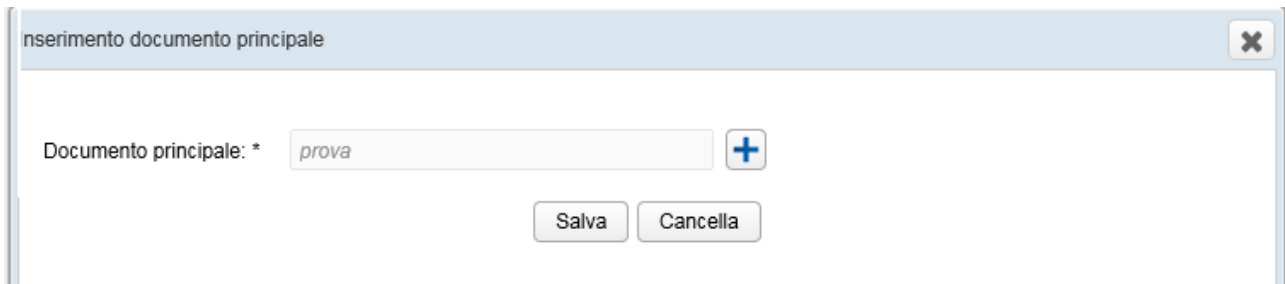 nserimento documento principale
Documento principale: * prova
Salva Cancella